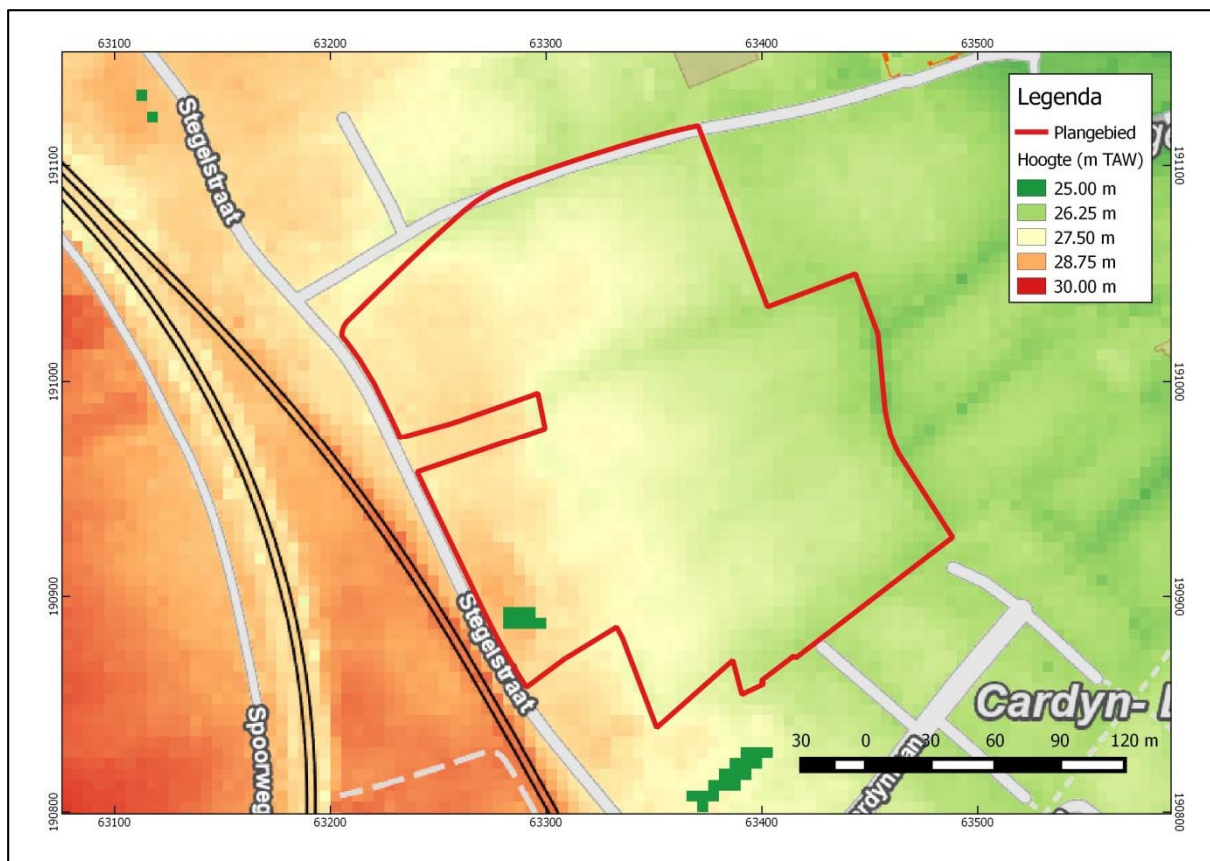 63100 63200 63300 63400 63500
Legenda
Plangebied
Hoogte (m TAW)
25.00 m
26.25 m
27.50 m
28.75 m
30.00 m
Stegelstraat
191100 191100
191000 191000
190900 190900
Stegelstraat
Spoorweg
Cardyn-
30 0 30 60 90 120 m
190800 190800
63100 63200 63300 63400 63500